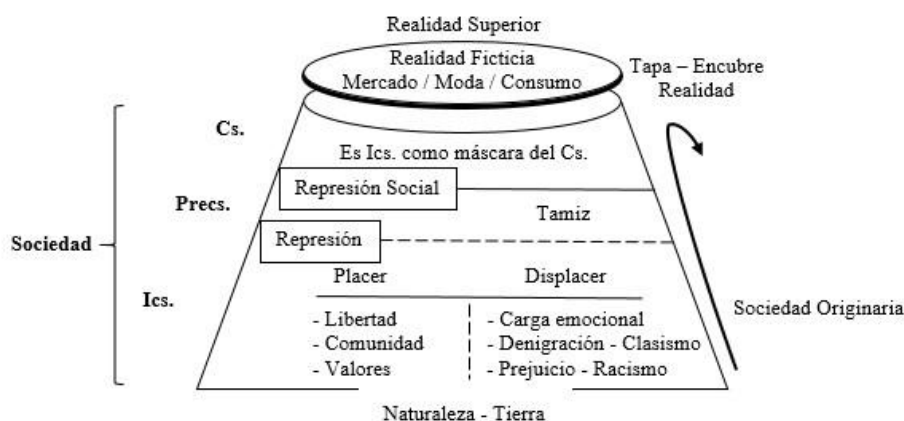 Realidad Superior
Realidad Ficticia
Mercado / Moda / Consumo
Tapa – Encubre
Realidad
Cs.
Es Ics. como máscara del Cs.
Represión Social
Precs.
Tamiz
Represión
Sociedad
Placer
Displacer
Ics.
Sociedad Originaria
- Libertad
- Carga emocional
- Comunidad
- Denigración - Clasismo
- Valores
- Prejuicio - Racismo
Naturaleza - Tierra